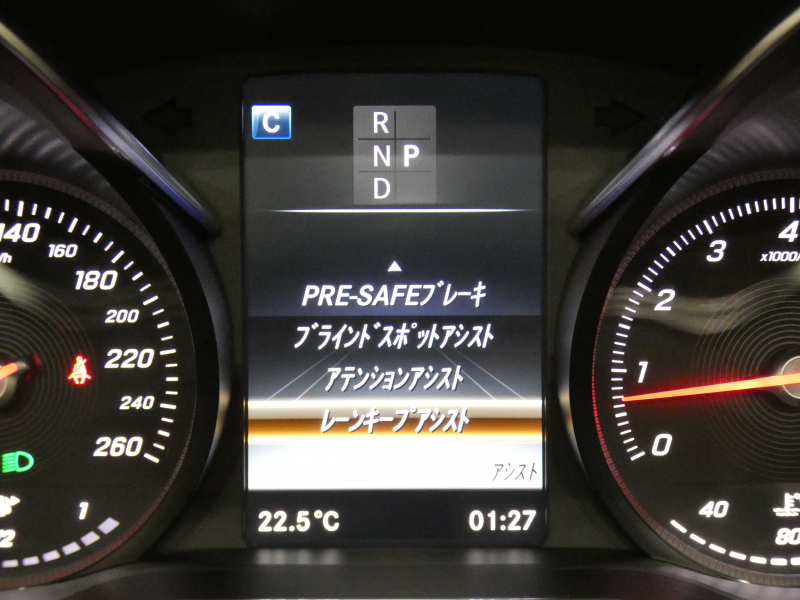 C
R
N P
D
PRE-SAFEブレーキ
ブラインドスポットアシスト
アテンションアシスト
レーンキープアシスト
アシスト
22.5℃
01:27
140
160
180
200
220
240
260
1
4
x1000/
3
2
1
0
40
80